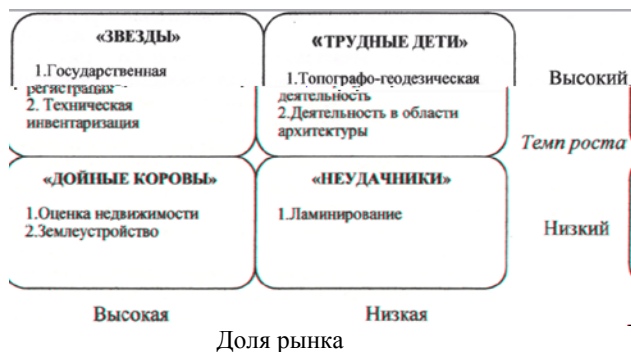 «ЗВЕЗДЫ»
1.Государственная
регистрация
2. Техническая
инвентаризация
«ТРУДНЫЕ ДЕТИ»
1.Топографо-геодезическая
деятельность
2.Деятельность в области
архитектуры
Высокий
Темп роста
«ДОЙНЫЕ КОРОВЫ»
1.Оценка недвижимости
2.Землеустройство
«НЕУДАЧНИКИ»
1.Ламинирование
Низкий
Высокая
Низкая
Доля рынка